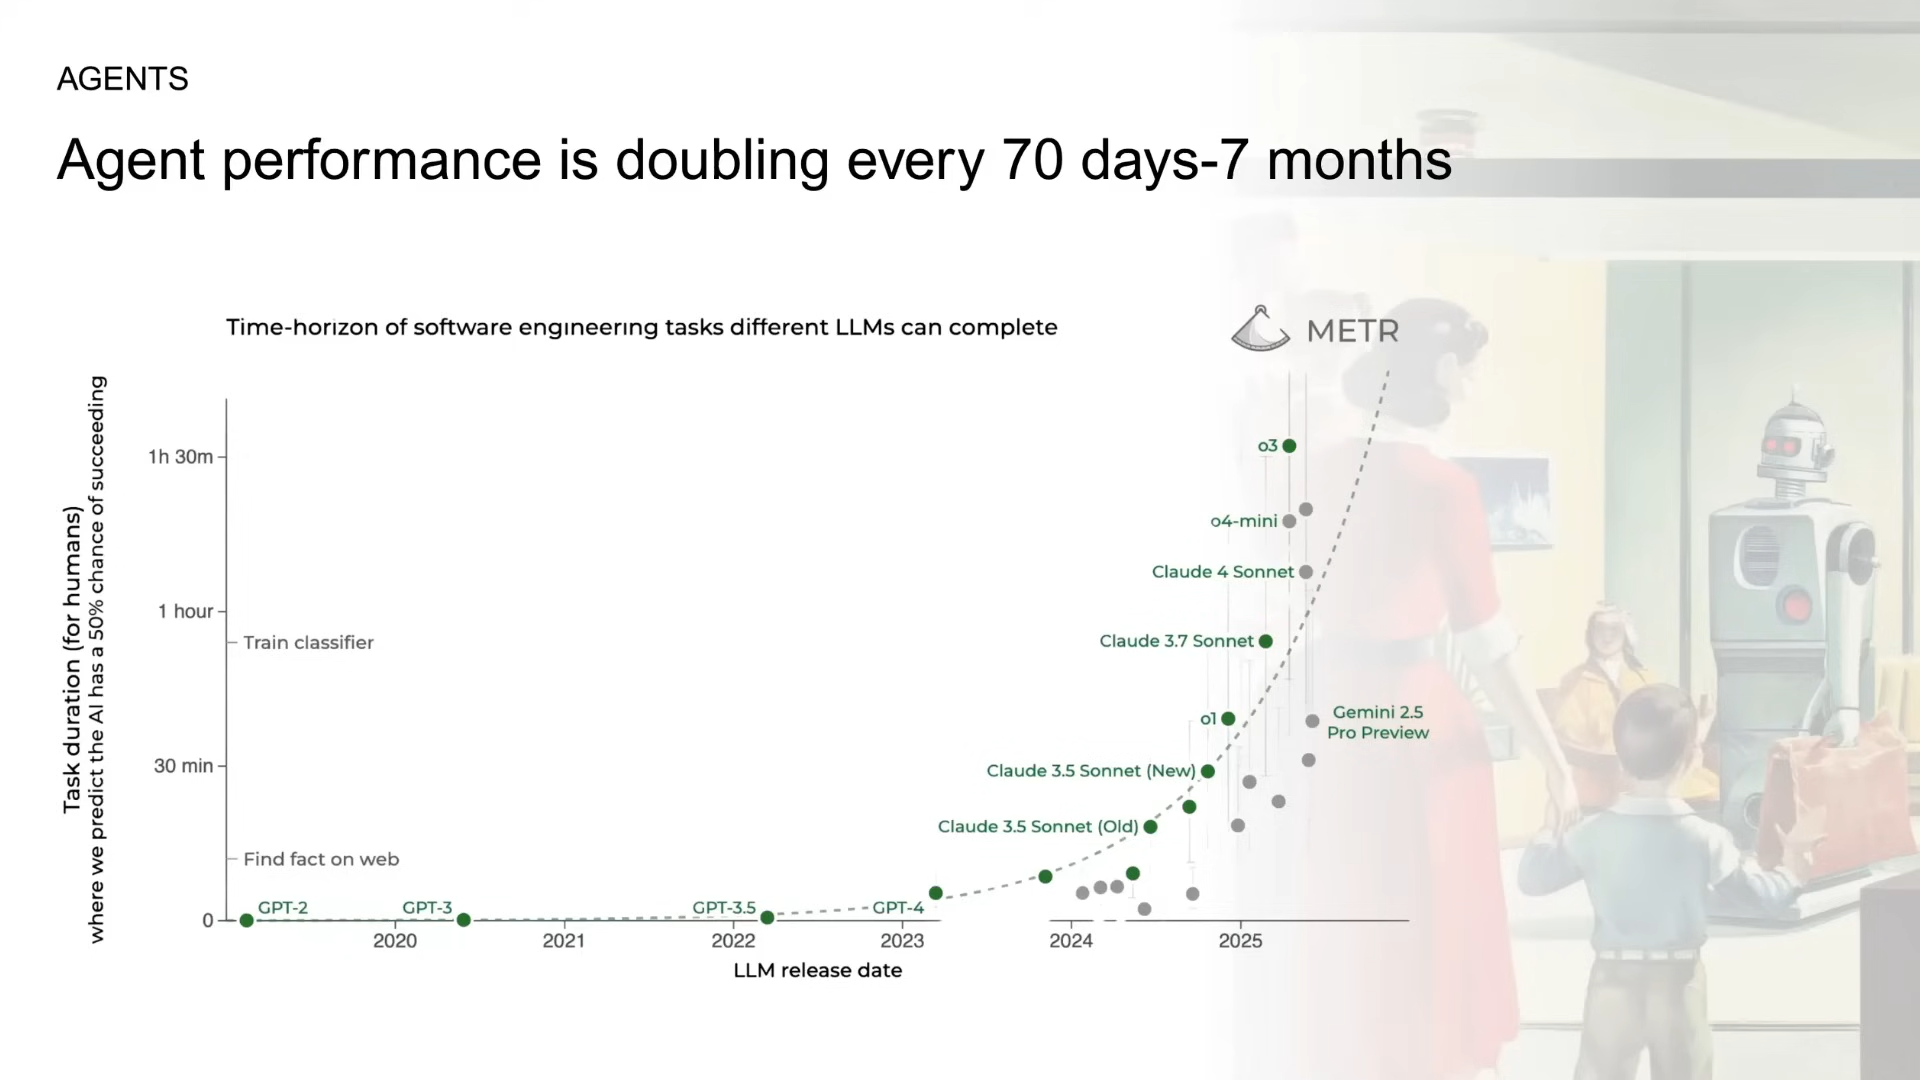 AGENTS
Agent performance is doubling every 70 days-7 months
Time-horizon of software engineering tasks different LLMs can complete
METR
Task duration (for humans)
where we predict the AI has a 50% chance of succeeding
1h 30m
1 hour
30 min
0
Train classifier
Find fact on web
o3
o4-mini
Claude 4 Sonnet
Claude 3.7 Sonnet
o1
Gemini 2.5
Pro Preview
Claude 3.5 Sonnet (New)
Claude 3.5 Sonnet (Old)
GPT-2
GPT-3
GPT-3.5
GPT-4
2020
2021
2022
2023
2024
2025
LLM release date